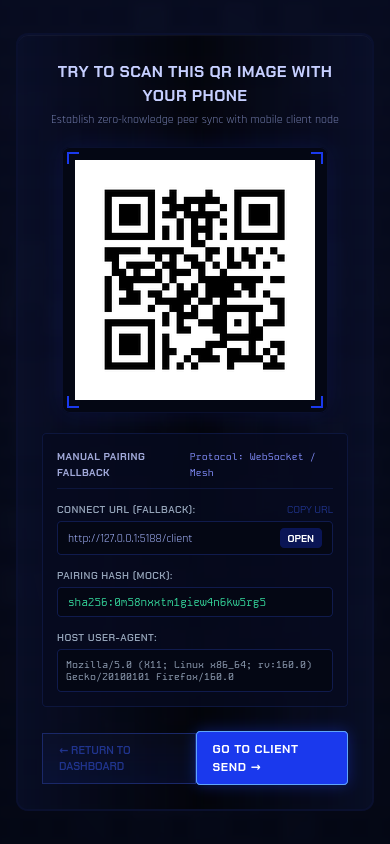 TRY TO SCAN THIS QR IMAGE WITH
YOUR PHONE
Establish zero-knowledge peer sync with mobile client node
MANUAL PAIRING
FALLBACK
Protocol: WebSocket /
Mesh
CONNECT URL (FALLBACK):
COPY URL
http://127.0.0.1:5188/client
OPEN
PAIRING HASH (MOCK):
sha256:0m58nxxtm1giew4n6kw5rg5
HOST USER-AGENT:
Mozilla/5.0 (X11; Linux x86_64; rv:160.0)
Gecko/20100101 Firefox/160.0
← RETURN TO
DASHBOARD
GO TO CLIENT
SEND →